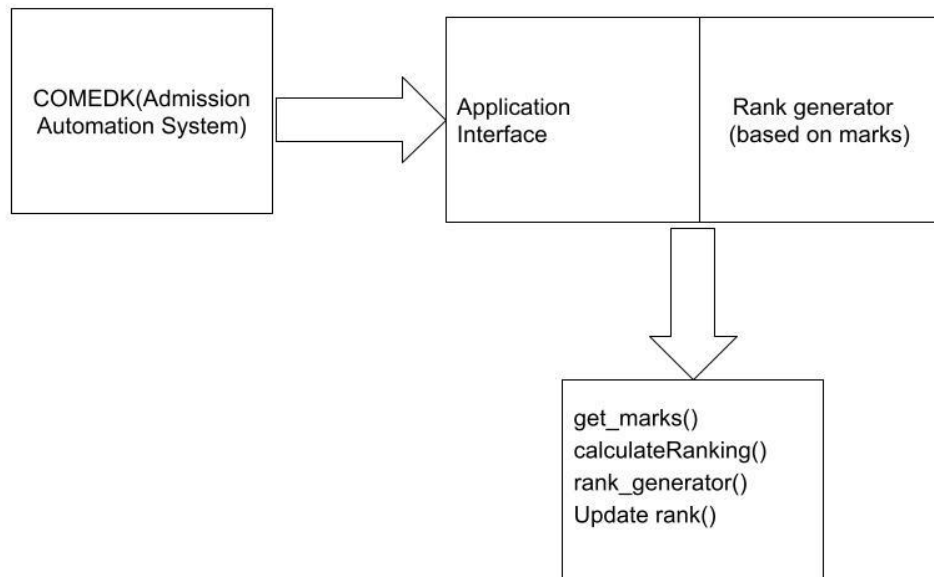 COMEDK(Admission
Automation System)
Application
Interface
Rank generator
(based on marks)
get_marks()
calculateRanking()
rank_generator()
Update rank()